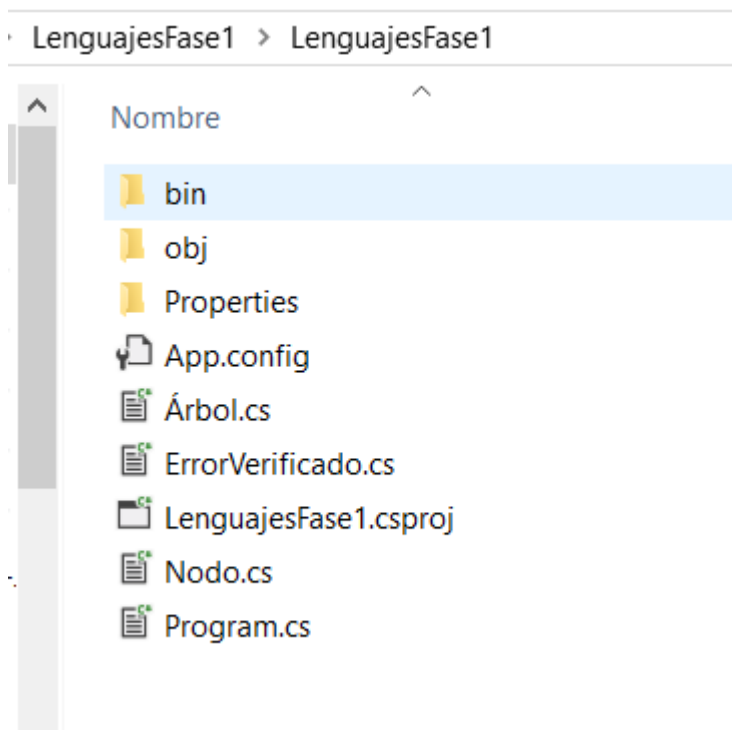 LenguajesFase1 > LenguajesFase1
Nombre
bin
obj
Properties
App.config
Árbol.cs
ErrorVerificado.cs
LenguajesFase1.csproj
Nodo.cs
Program.cs